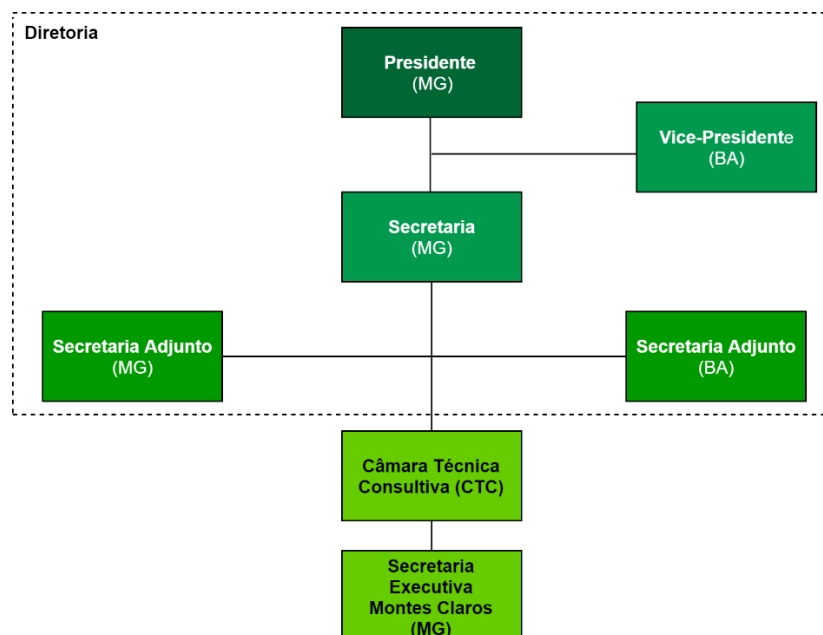 Diretoria
Presidente
(MG)
Vice-Presidente
(BA)
Secretaria
(MG)
Secretaria Adjunto
(MG)
Secretaria Adjunto
(BA)
Câmara Técnica
Consultiva (CTC)
Secretaria
Executiva
Montes Claros
(MG)